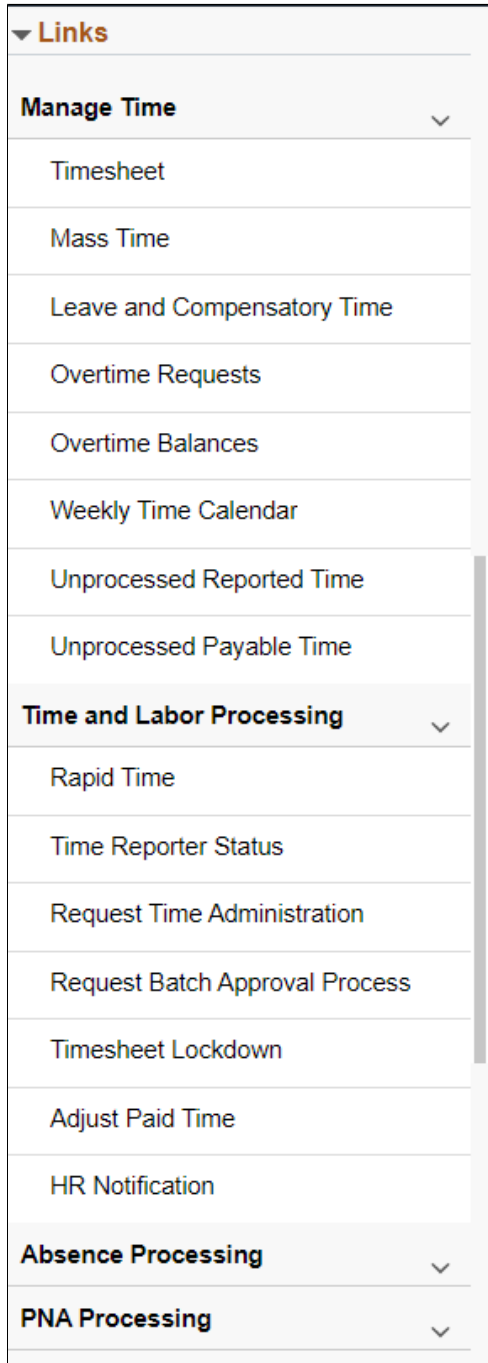 Links
Manage Time
Timesheet
Mass Time
Leave and Compensatory Time
Overtime Requests
Overtime Balances
Weekly Time Calendar
Unprocessed Reported Time
Unprocessed Payable Time
Time and Labor Processing
Rapid Time
Time Reporter Status
Request Time Administration
Request Batch Approval Process
Timesheet Lockdown
Adjust Paid Time
HR Notification
Absence Processing
PNA Processing